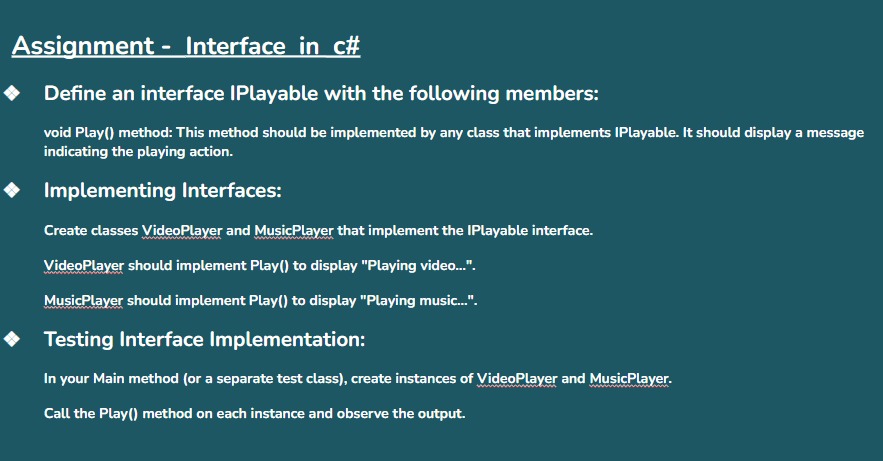 Assignment - Interface in c#
❖ Define an interface IPlayable with the following members:
void Play() method: This method should be implemented by any class that implements IPlayable. It should display a message
indicating the playing action.
❖ Implementing Interfaces:
Create classes VideoPlayer and MusicPlayer that implement the IPlayable interface.
VideoPlayer should implement Play() to display "Playing video...".
MusicPlayer should implement Play() to display "Playing music...".
❖ Testing Interface Implementation:
In your Main method (or a separate test class), create instances of VideoPlayer and MusicPlayer.
Call the Play() method on each instance and observe the output.